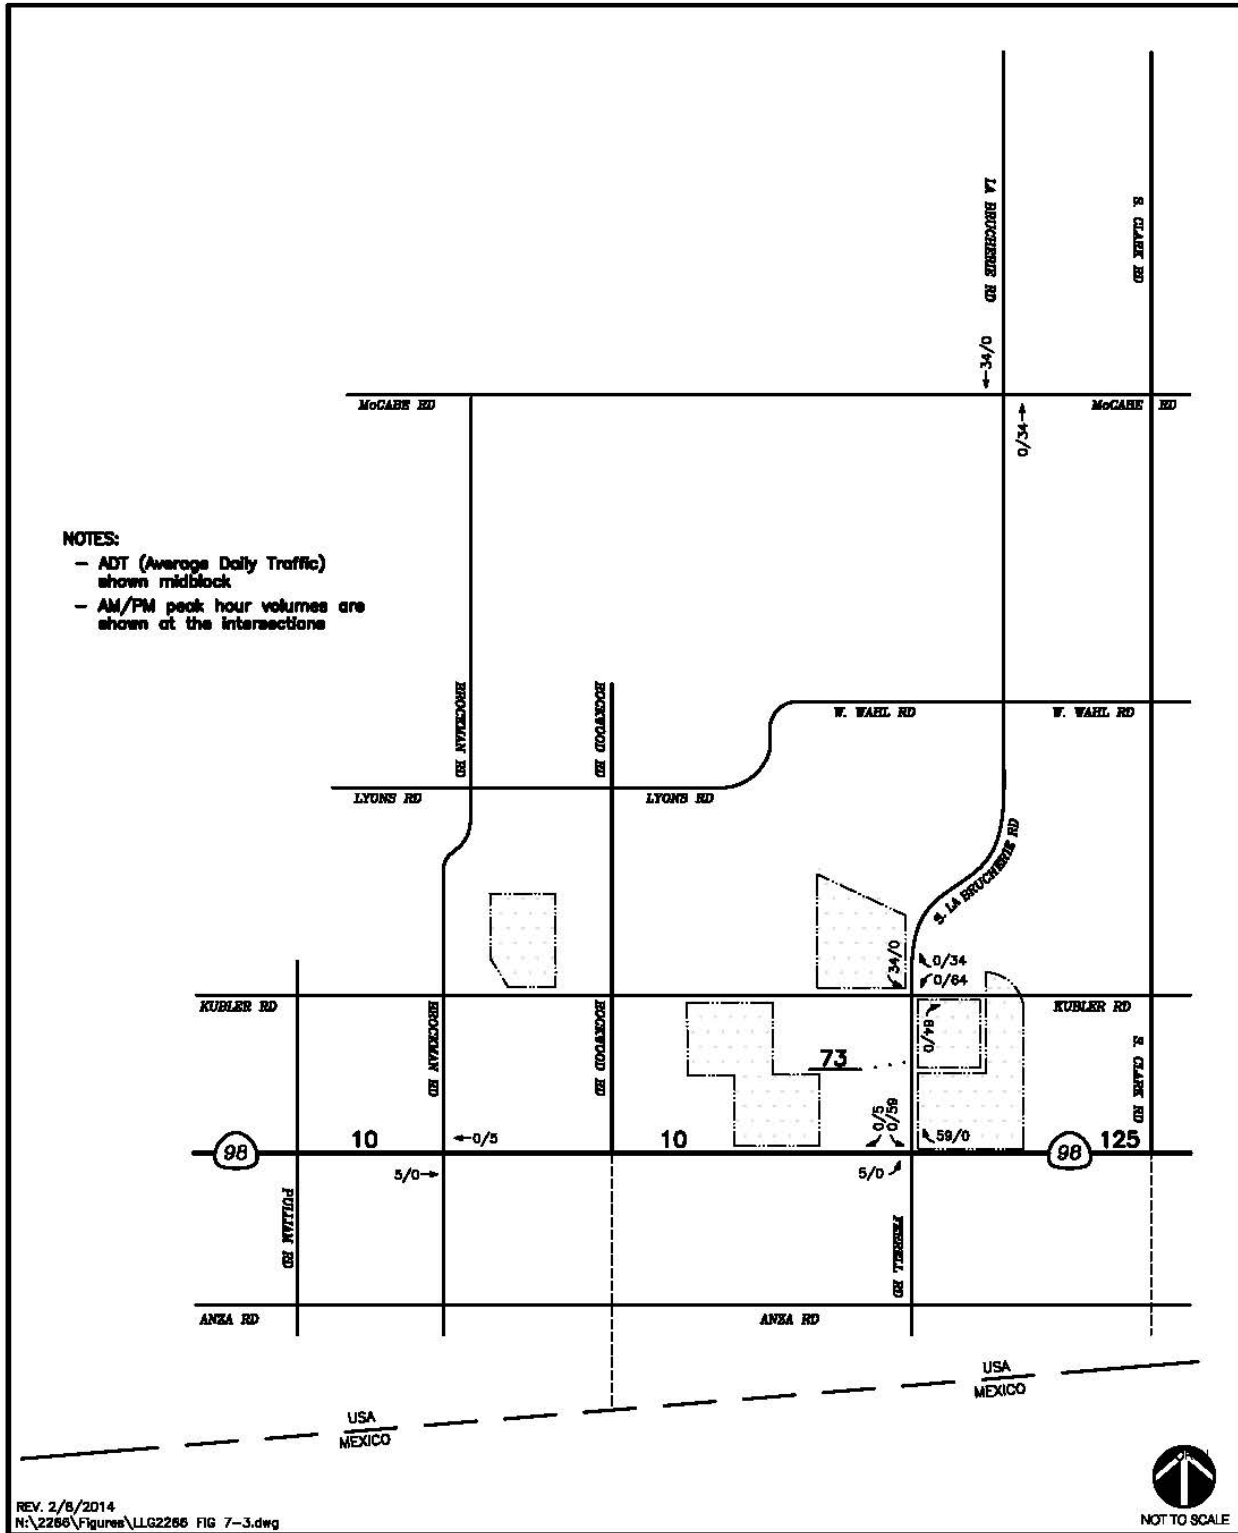 LA BRUCHERIE RD
S. CLARK RD
←34/0
McCABE RD
McCABE RD
0/34→
NOTES:
– ADT (Average Daily Traffic)
shown midblock
– AM/PM peak hour volumes are
shown at the intersections
BROCKMAN RD
ROCKWOOD RD
W. WAHL RD
W. WAHL RD
LYONS RD
LYONS RD
S. LA BRUCHERIE RD
34/0
0/34
0/64
KUBLER RD
BROCKMAN RD
ROCKWOOD RD
KUBLER RD
64/0
73
S. CLARK RD
0/5
0/59
59/0
98
10
←0/5
10
98
125
5/0→
5/0
PULLIAM RD
FERRELL RD
ANZA RD
ANZA RD
USA
MEXICO
USA
MEXICO
REV. 2/6/2014
N:\2266\Figures\LLG2266 FIG 7-3.dwg
NOT TO SCALE